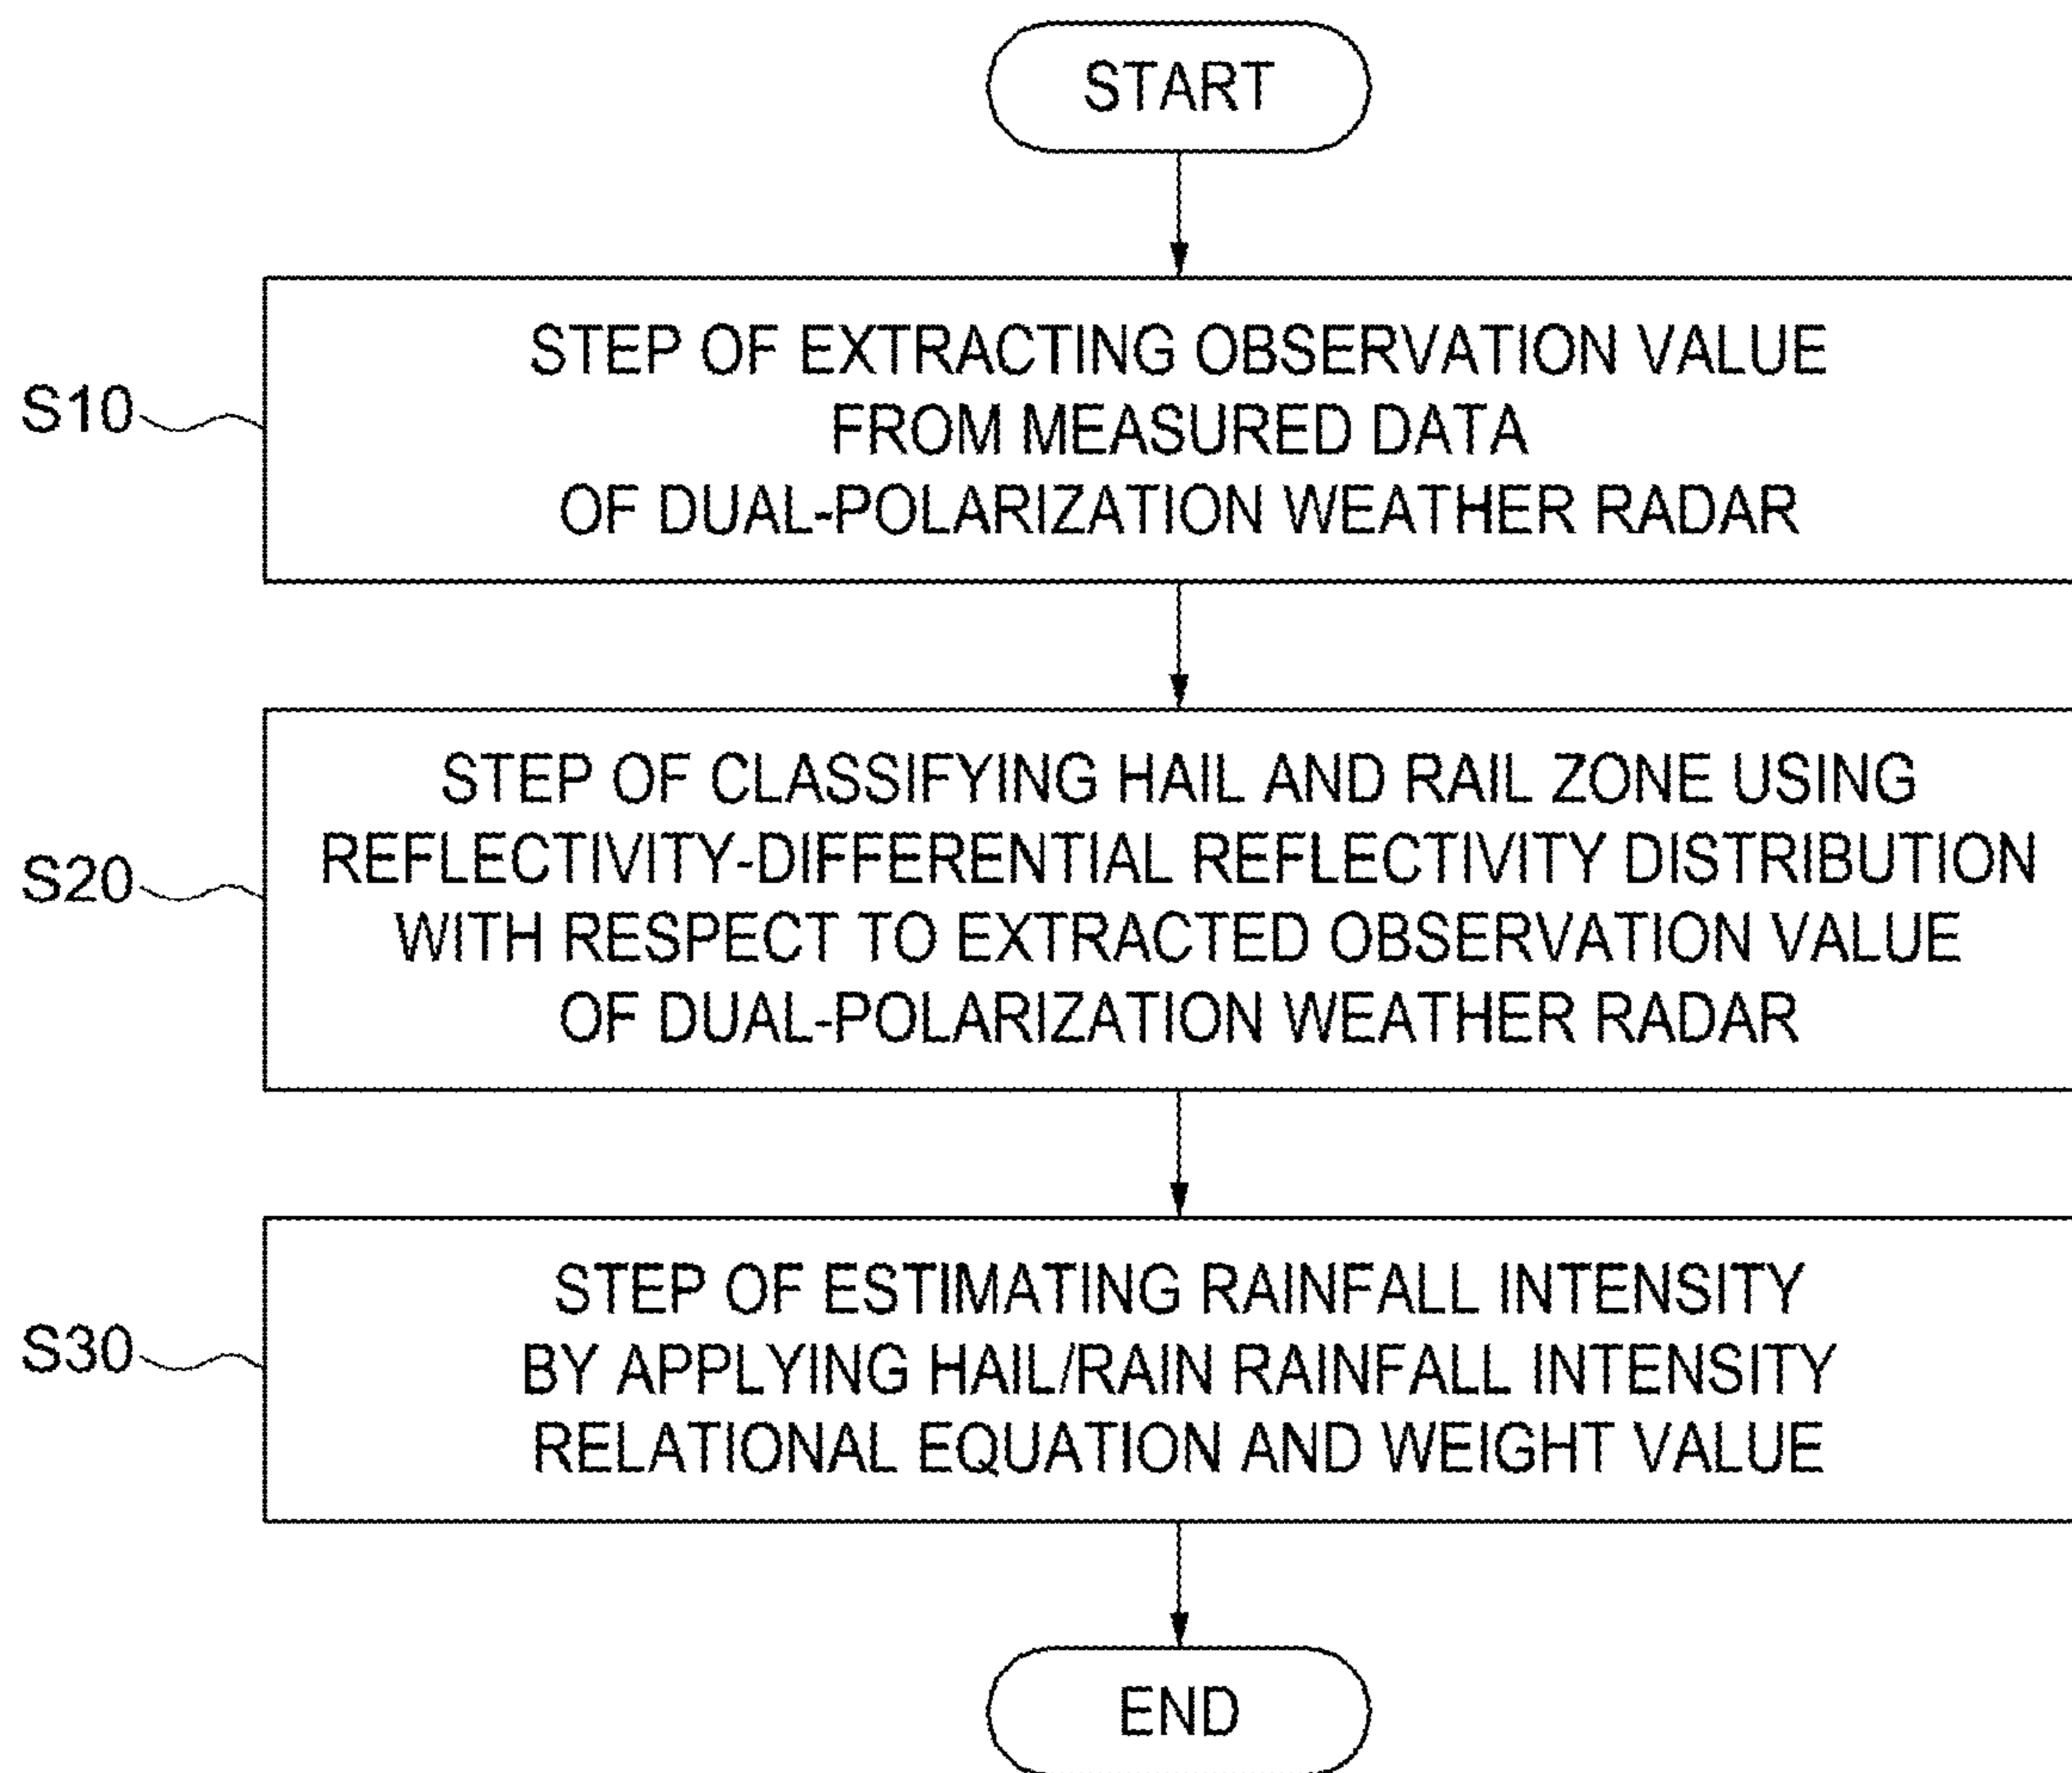 START
S10
STEP OF EXTRACTING OBSERVATION VALUE
FROM MEASURED DATA
OF DUAL-POLARIZATION WEATHER RADAR
S20
STEP OF CLASSIFYING HAIL AND RAIL ZONE USING
REFLECTIVITY-DIFFERENTIAL REFLECTIVITY DISTRIBUTION
WITH RESPECT TO EXTRACTED OBSERVATION VALUE
OF DUAL-POLARIZATION WEATHER RADAR
S30
STEP OF ESTIMATING RAINFALL INTENSITY
BY APPLYING HAIL/RAIN RAINFALL INTENSITY
RELATIONAL EQUATION AND WEIGHT VALUE
END